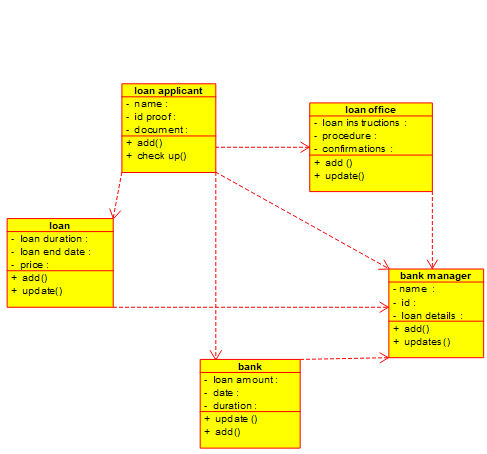 loan applicant
- name :
- id proof :
- document :
+ add()
+ check up()
loan office
- loan instructions :
- procedure :
- confirmations :
+ add ()
+ update()
loan
- loan duration :
- loan end date :
- price :
+ add()
+ update()
bank manager
- name :
- id :
- loan details :
+ add()
+ updates ()
bank
- loan amount :
- date :
- duration :
+ update ()
+ add()